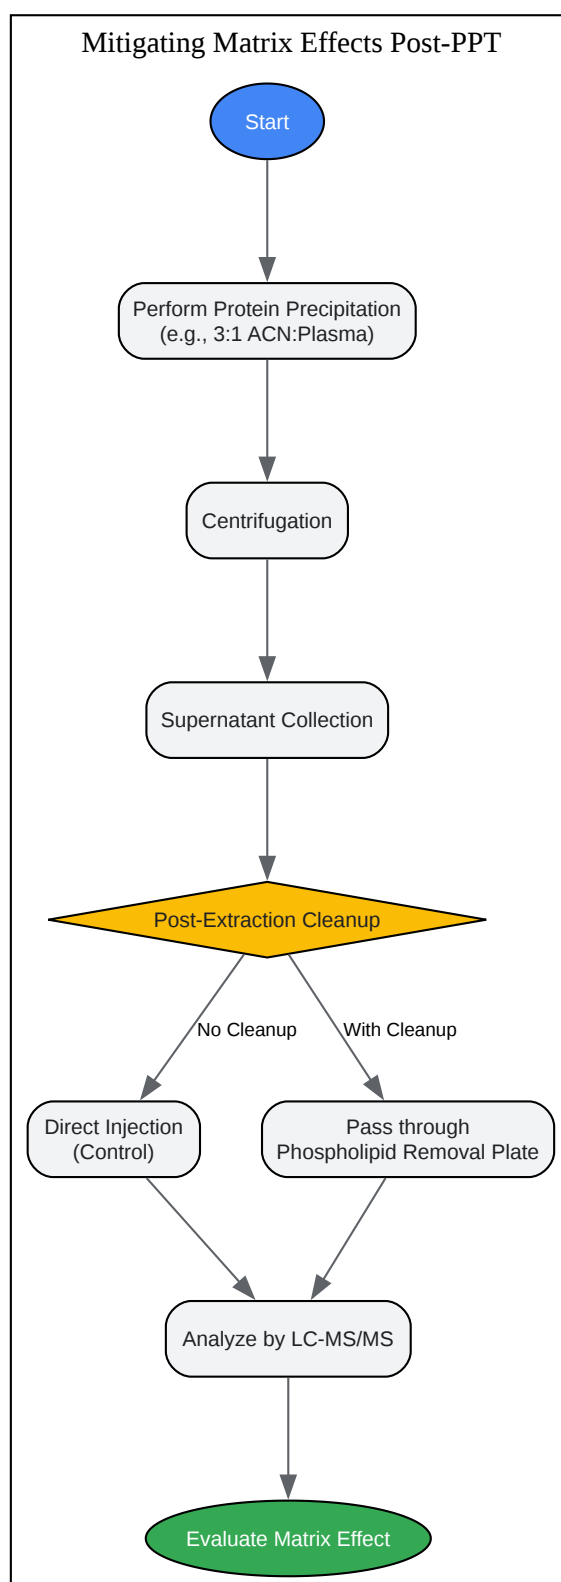 Mitigating Matrix Effects Post-PPT
Start
Perform Protein Precipitation
(e.g., 3:1 ACN:Plasma)
Centrifugation
Supernatant Collection
Post-Extraction Cleanup
No Cleanup
With Cleanup
Direct Injection
(Control)
Pass through
Phospholipid Removal Plate
Analyze by LC-MS/MS
Evaluate Matrix Effect